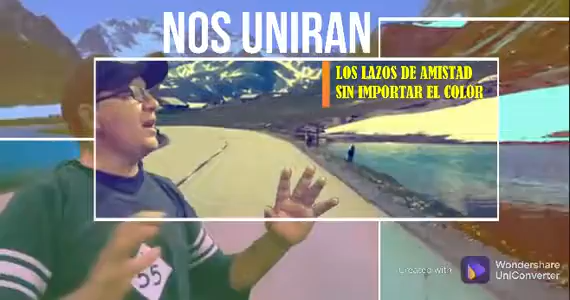 NOS UNIRAN
LOS LAZOS DE AMISTAD
SIN IMPORTAR EL COLOR
55
Created with
Wondershare
UniConverter